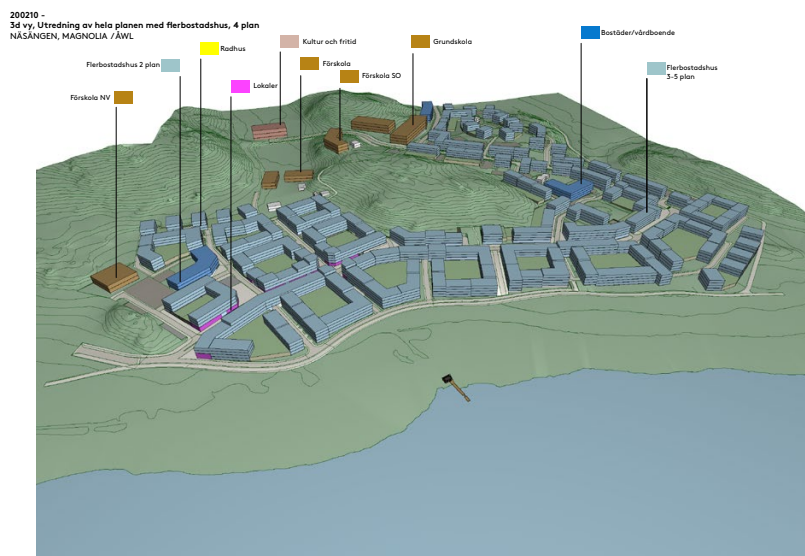 200210 -
3d vy, Utredning av hela planen med flerbostadshus, 4 plan
NÄSÄNGEN, MAGNOLIA / ÅWL
Radhus
Kultur och fritid
Grundskola
Bostäder/vårdboende
Flerbostadshus 2 plan
Förskola
Förskola SO
Flerbostadshus
3-5 plan
Lokaler
Förskola NV